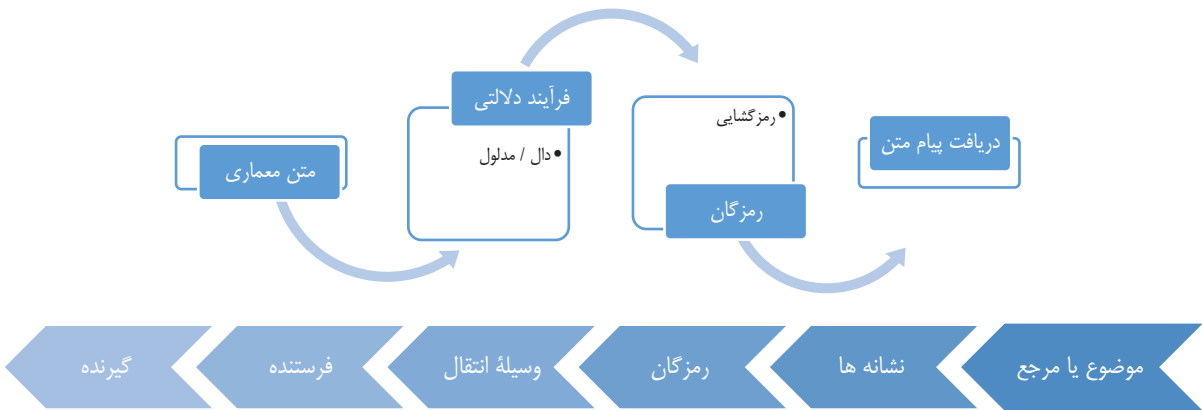 متن معماری
فرآیند دلالتی
•دال / مدلول
•رمزگشایی
رمزگان
دریافت پیام متن
موضوع یا مرجع
نشانه ها
رمزگان
وسیلۀ انتقال
فرستنده
گیرنده